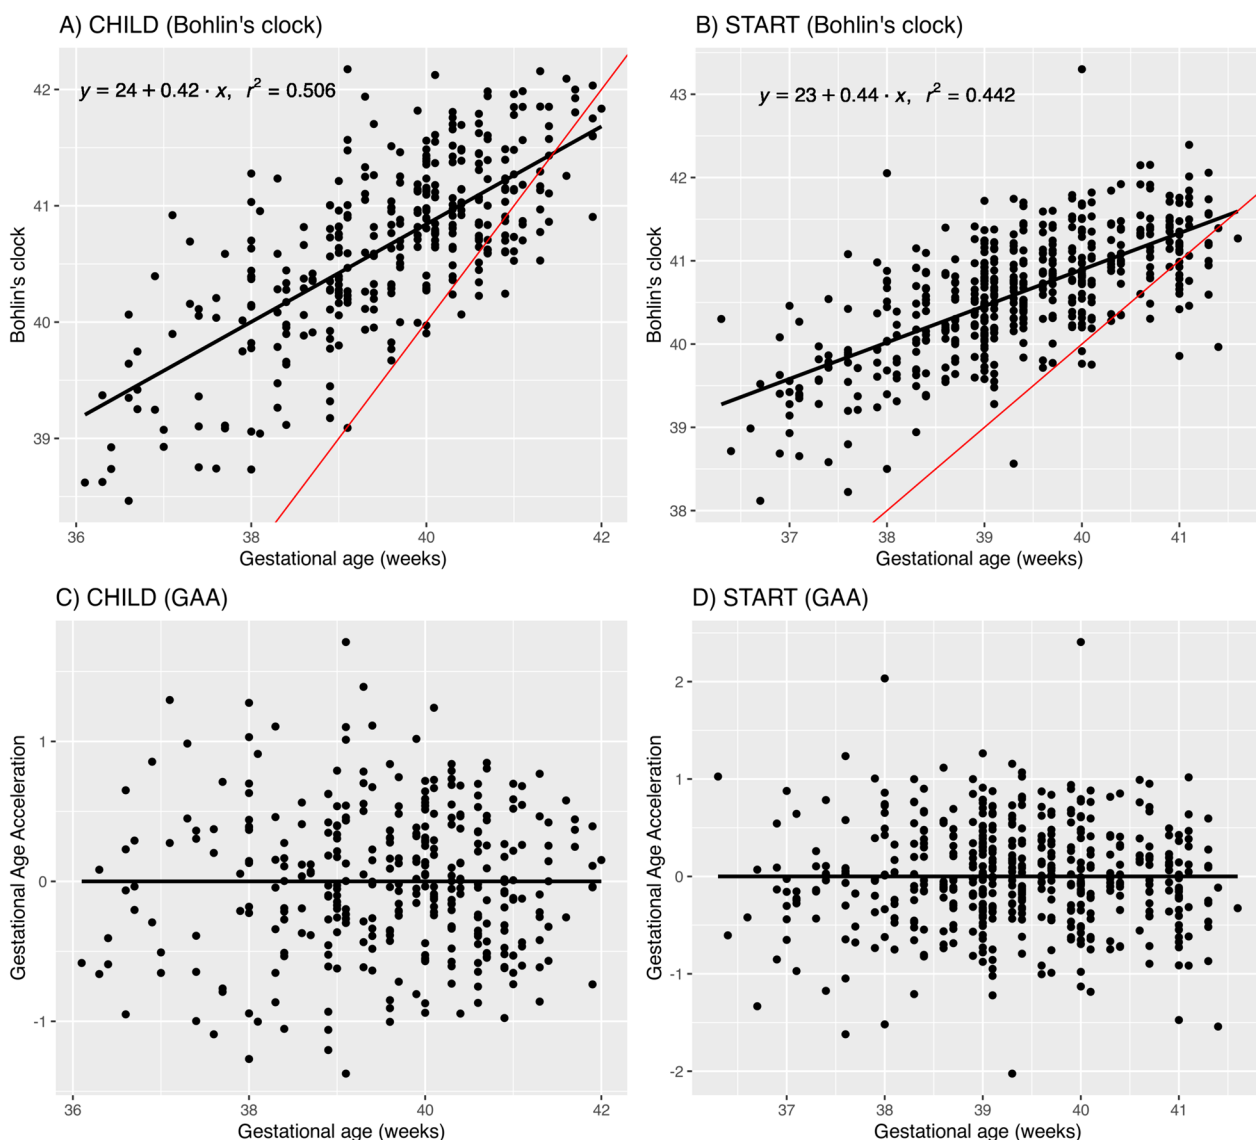 A) CHILD (Bohlin's clock)
y = 24 + 0.42 · x, r² = 0.506
42
41
40
39
Bohlin's clock
36 38 40 42
Gestational age (weeks)
B) START (Bohlin's clock)
y = 23 + 0.44 · x, r² = 0.442
43
42
41
40
39
38
Bohlin's clock
37 38 39 40 41
Gestational age (weeks)
C) CHILD (GAA)
1
0
-1
Gestational Age Acceleration
36 38 40 42
Gestational age (weeks)
D) START (GAA)
2
1
0
-1
-2
Gestational Age Acceleration
37 38 39 40 41
Gestational age (weeks)